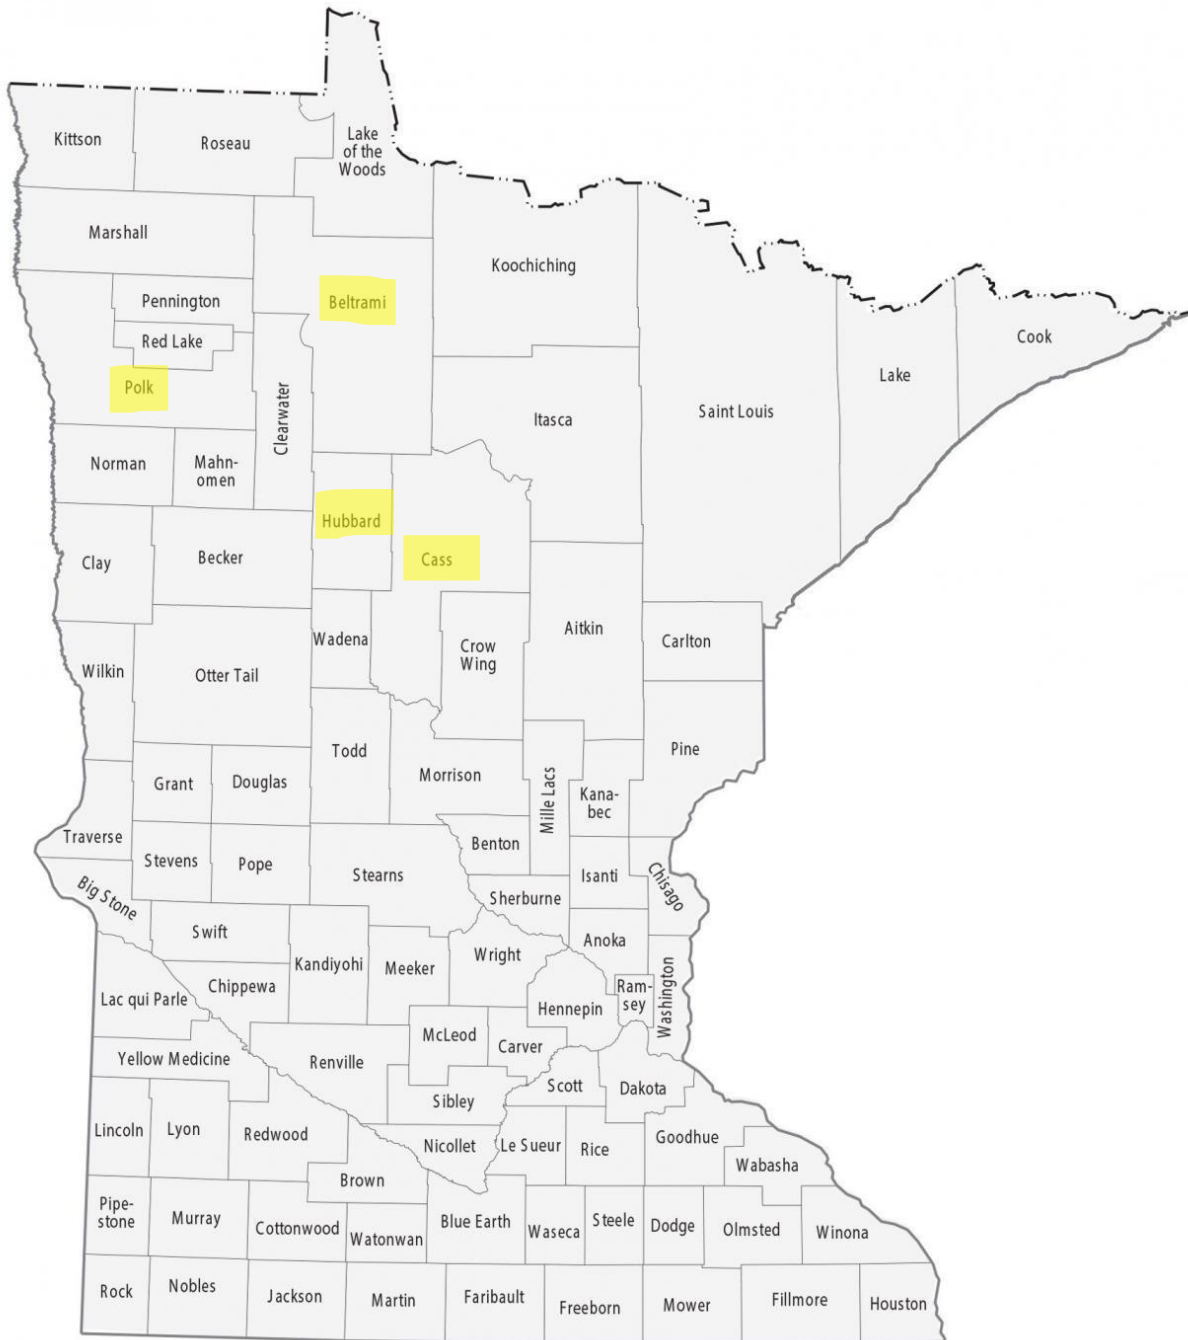 Kittson
Roseau
Lake
of the
Woods
Marshall
Koochiching
Pennington
Beltrami
Red Lake
Cook
Polk
Lake
Clearwater
Saint Louis
Itasca
Norman
Mahn-
omen
Hubbard
Becker
Clay
Cass
Aitkin
Wadena
Carlton
Crow
Wing
Wilkin
Otter Tail
Todd
Pine
Morrison
Grant
Douglas
Mille Lacs
Kana-
bec
Traverse
Benton
Stevens
Pope
Stearns
Isanti
Chisago
Big Stone
Sherburne
Swift
Anoka
Wright
Kandiyohi
Meeker
Chippewa
Ram-
sey
Washington
Lac qui Parle
Hennepin
McLeod
Carver
Yellow Medicine
Renville
Scott
Dakota
Sibley
Lincoln
Lyon
Redwood
Nicollet
Le Sueur
Rice
Goodhue
Wabasha
Brown
Pipe-
stone
Murray
Cottonwood
Watonwan
Blue Earth
Waseca
Steele
Dodge
Olmsted
Winona
Rock
Nobles
Jackson
Martin
Faribault
Freeborn
Mower
Fillmore
Houston